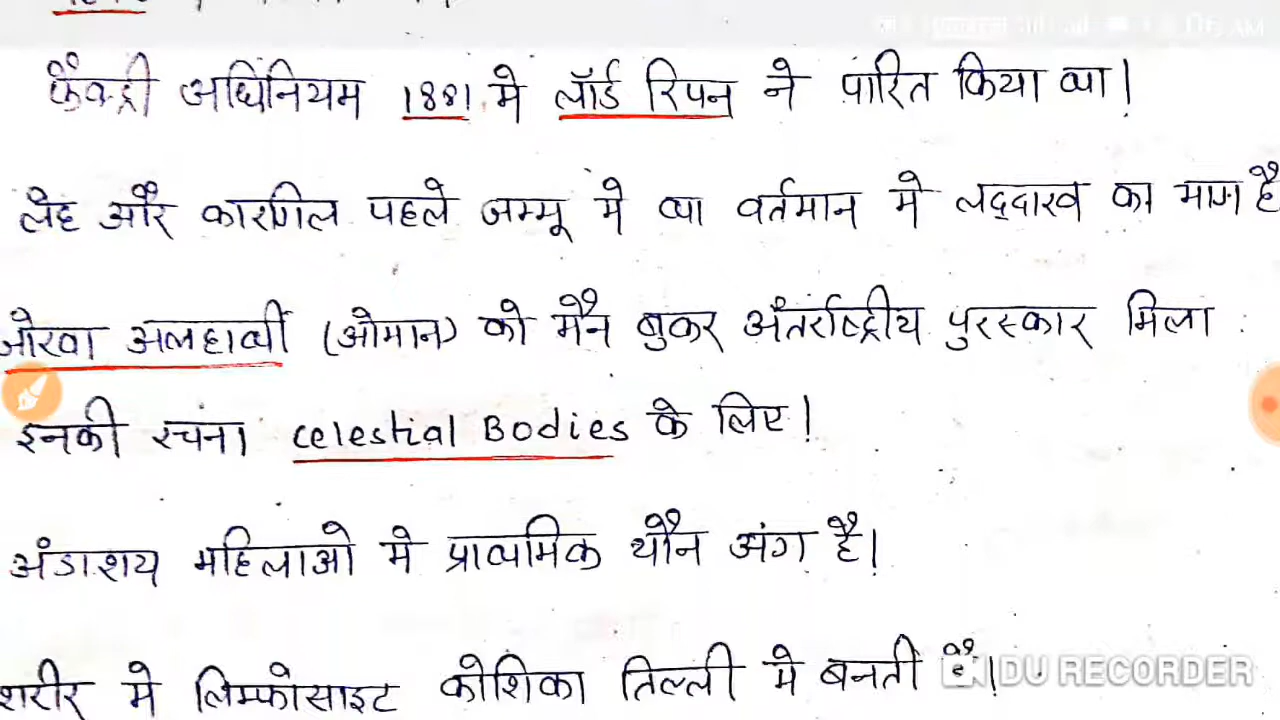 फैक्ट्री अधिनियम 1881 मे लॉर्ड रिपन ने पारित किया था।
लेह और कारगिल पहले जम्मू मे था वर्तमान मे लद्दाख का भाग है
जोखा अलहार्थी (ओमान) को मैन बुकर अंतर्राष्ट्रीय पुरस्कार मिला
इनकी रचना Celestial Bodies के लिए।
अंडाशय महिलाओ मे प्राथमिक यौन अंग है।
शरीर मे लिम्फोसाइट कोशिका तिल्ली मे बनती है।
DU RECORDER